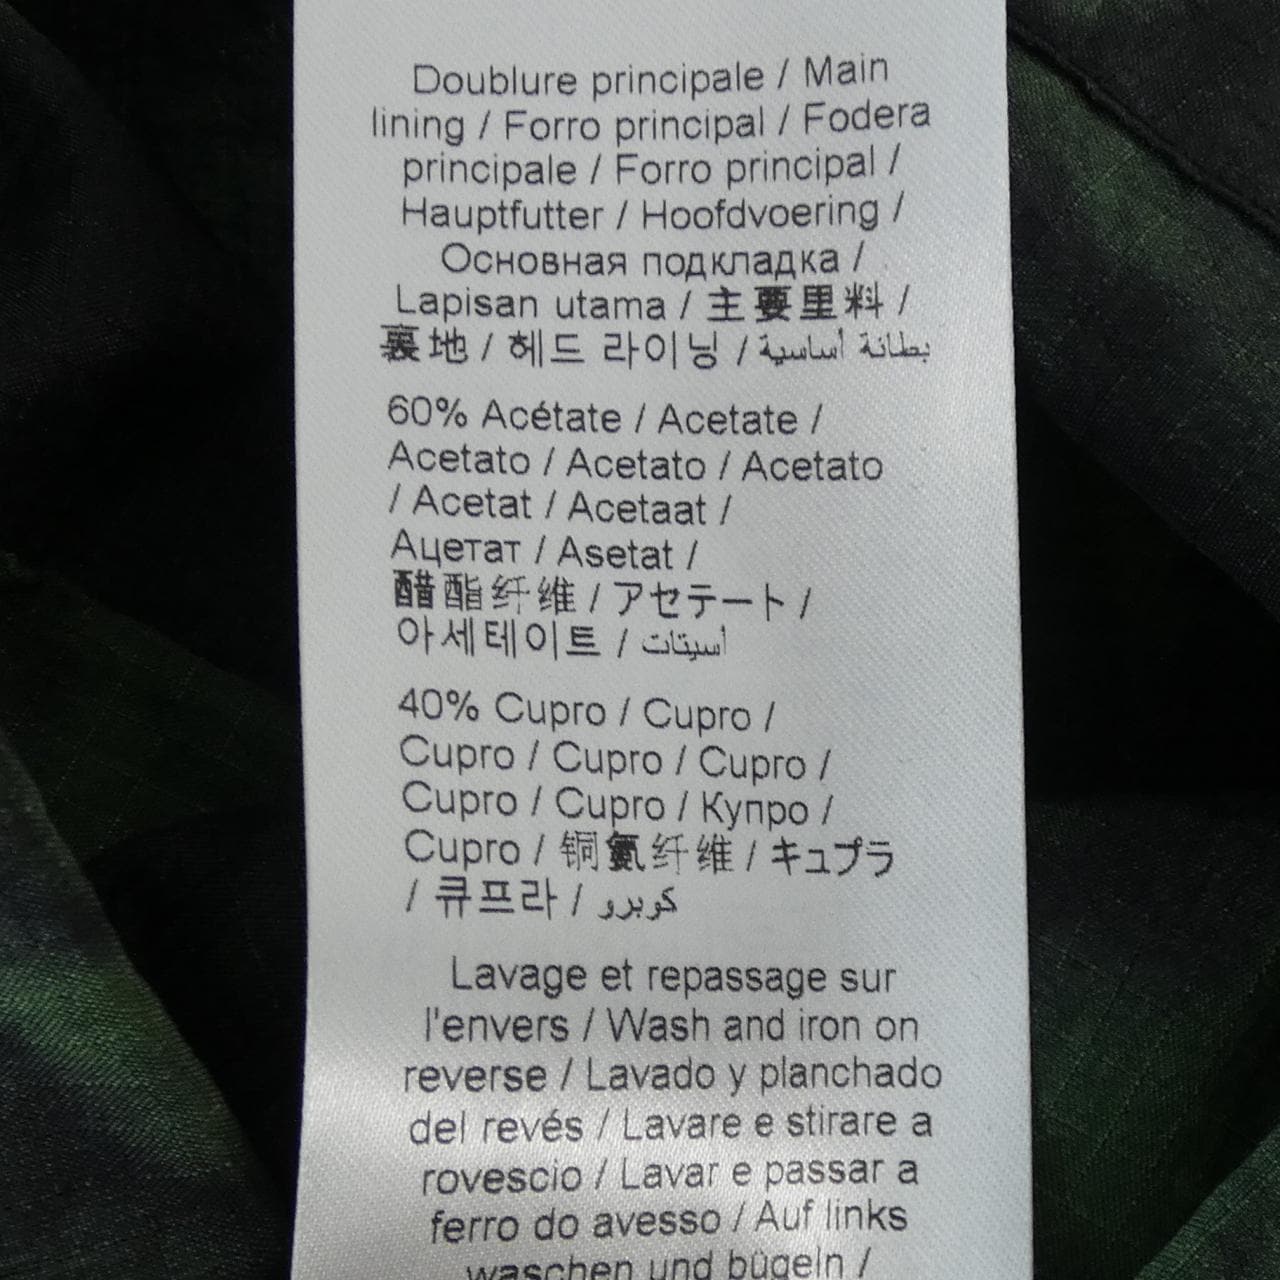 Doublure principale / Main
lining / Forro principal / Fodera
principale / Forro principal /
Hauptfutter / Hoofdvoering /
Основная подкладка /
Lapisan utama / 主要里料 /
裏地 / 헤드 라이닝 / بطانة أساسية
60% Acétate / Acetate /
Acetato / Acetato / Acetato
/ Acetat / Acetaat /
Ацетат / Asetat /
醋酯纤维 / アセテート /
아세테이트 / أسيتات
40% Cupro / Cupro /
Cupro / Cupro / Cupro /
Cupro / Cupro / Купро /
Cupro / 铜氨纤维 / キュプラ
/ 큐프라 / كوبرو
Lavage et repassage sur
l'envers / Wash and iron on
reverse / Lavado y planchado
del revés / Lavare e stirare a
rovescio / Lavar e passar a
ferro do avesso / Auf links
waschen und bügeln /